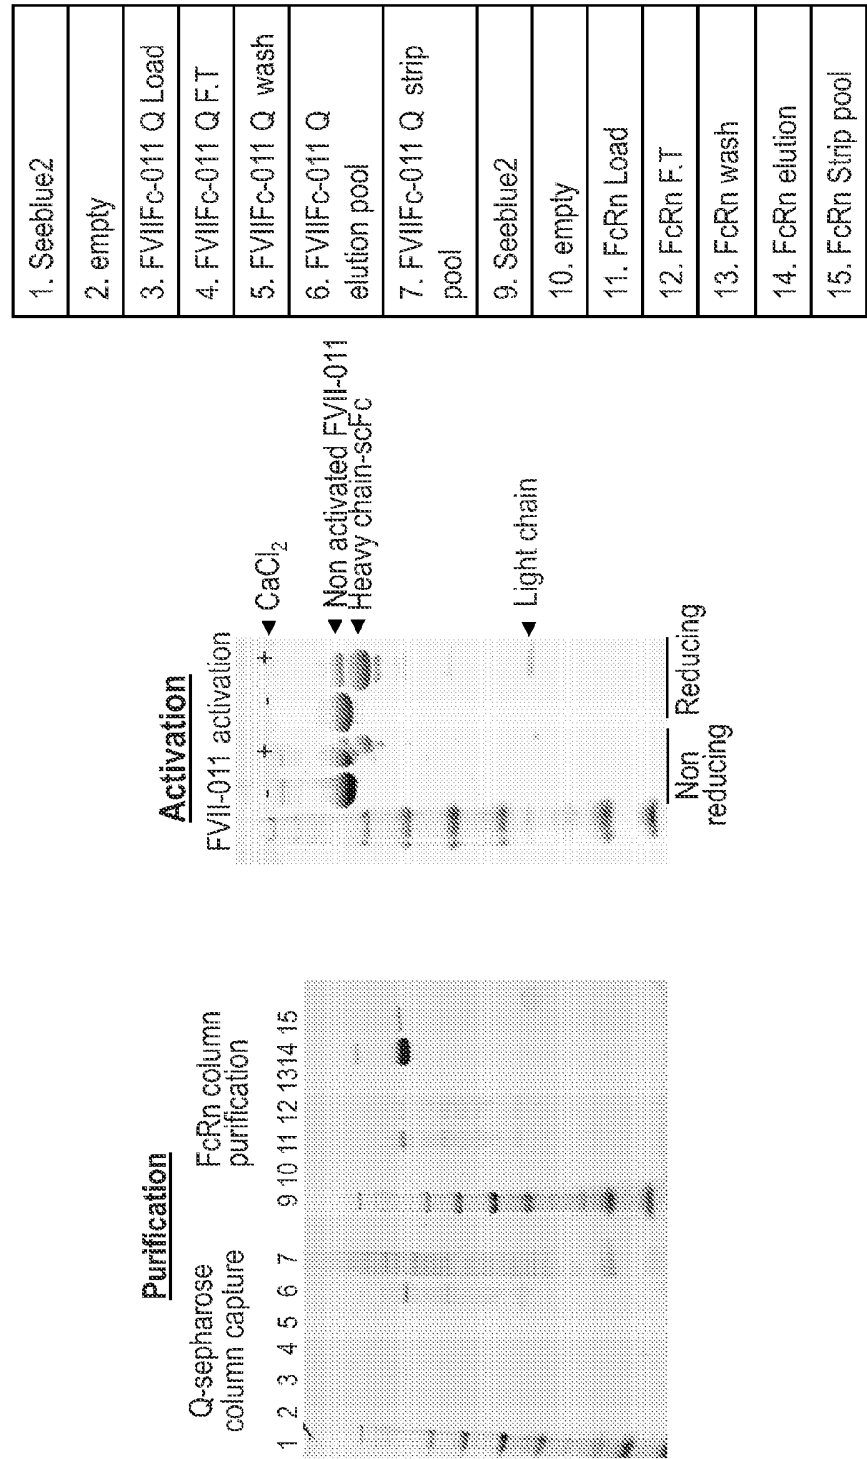 Purification
Q-sepharose
column capture
FcRn column
purification
1 2 3 4 5 6 7 9 10 11 12 13 14 15
Activation
FVII-011 activation
- + - +
CaCl₂
Non activated FVII-011
Heavy chain-scFc
Light chain
Non
reducing
Reducing
1. Seeblue2
2. empty
3. FVIIFc-011 Q Load
4. FVIIFc-011 Q F.T
5. FVIIFc-011 Q wash
6. FVIIFc-011 Q
elution pool
7. FVIIFc-011 Q strip
pool
9. Seeblue2
10. empty
11. FcRn Load
12. FcRn F.T
13. FcRn wash
14. FcRn elution
15. FcRn Strip pool